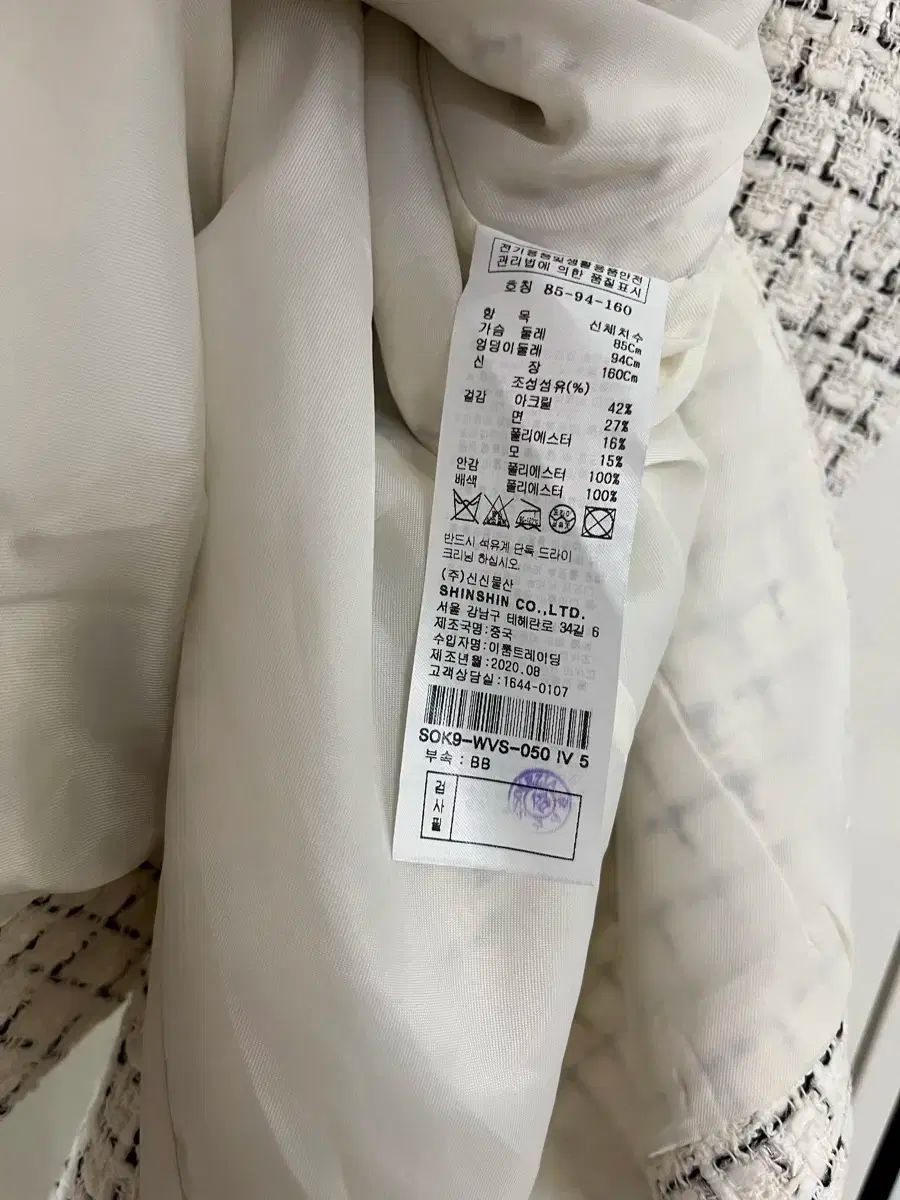 전기용품및생활용품안전
관리법에 의한 품질표시
호칭 85-94-160
항 목 신체치수
가슴 둘레 85Cm
엉덩이둘레 94Cm
신 장 160Cm
조성섬유(%)
겉감 아크릴 42%
면 27%
폴리에스터 16%
모 15%
안감 폴리에스터 100%
배색 폴리에스터 100%
반드시 석유계 단독 드라이
크리닝 하십시오.
(주)신신물산
SHINSHIN CO.,LTD.
서울 강남구 테헤란로 34길 6
제조국명:중국
수입자명:이룸트레이딩
제조년월:2020.08
고객상담실:1644-0107
SOK9-WVS-050 IV 5
부속 : BB
검사필